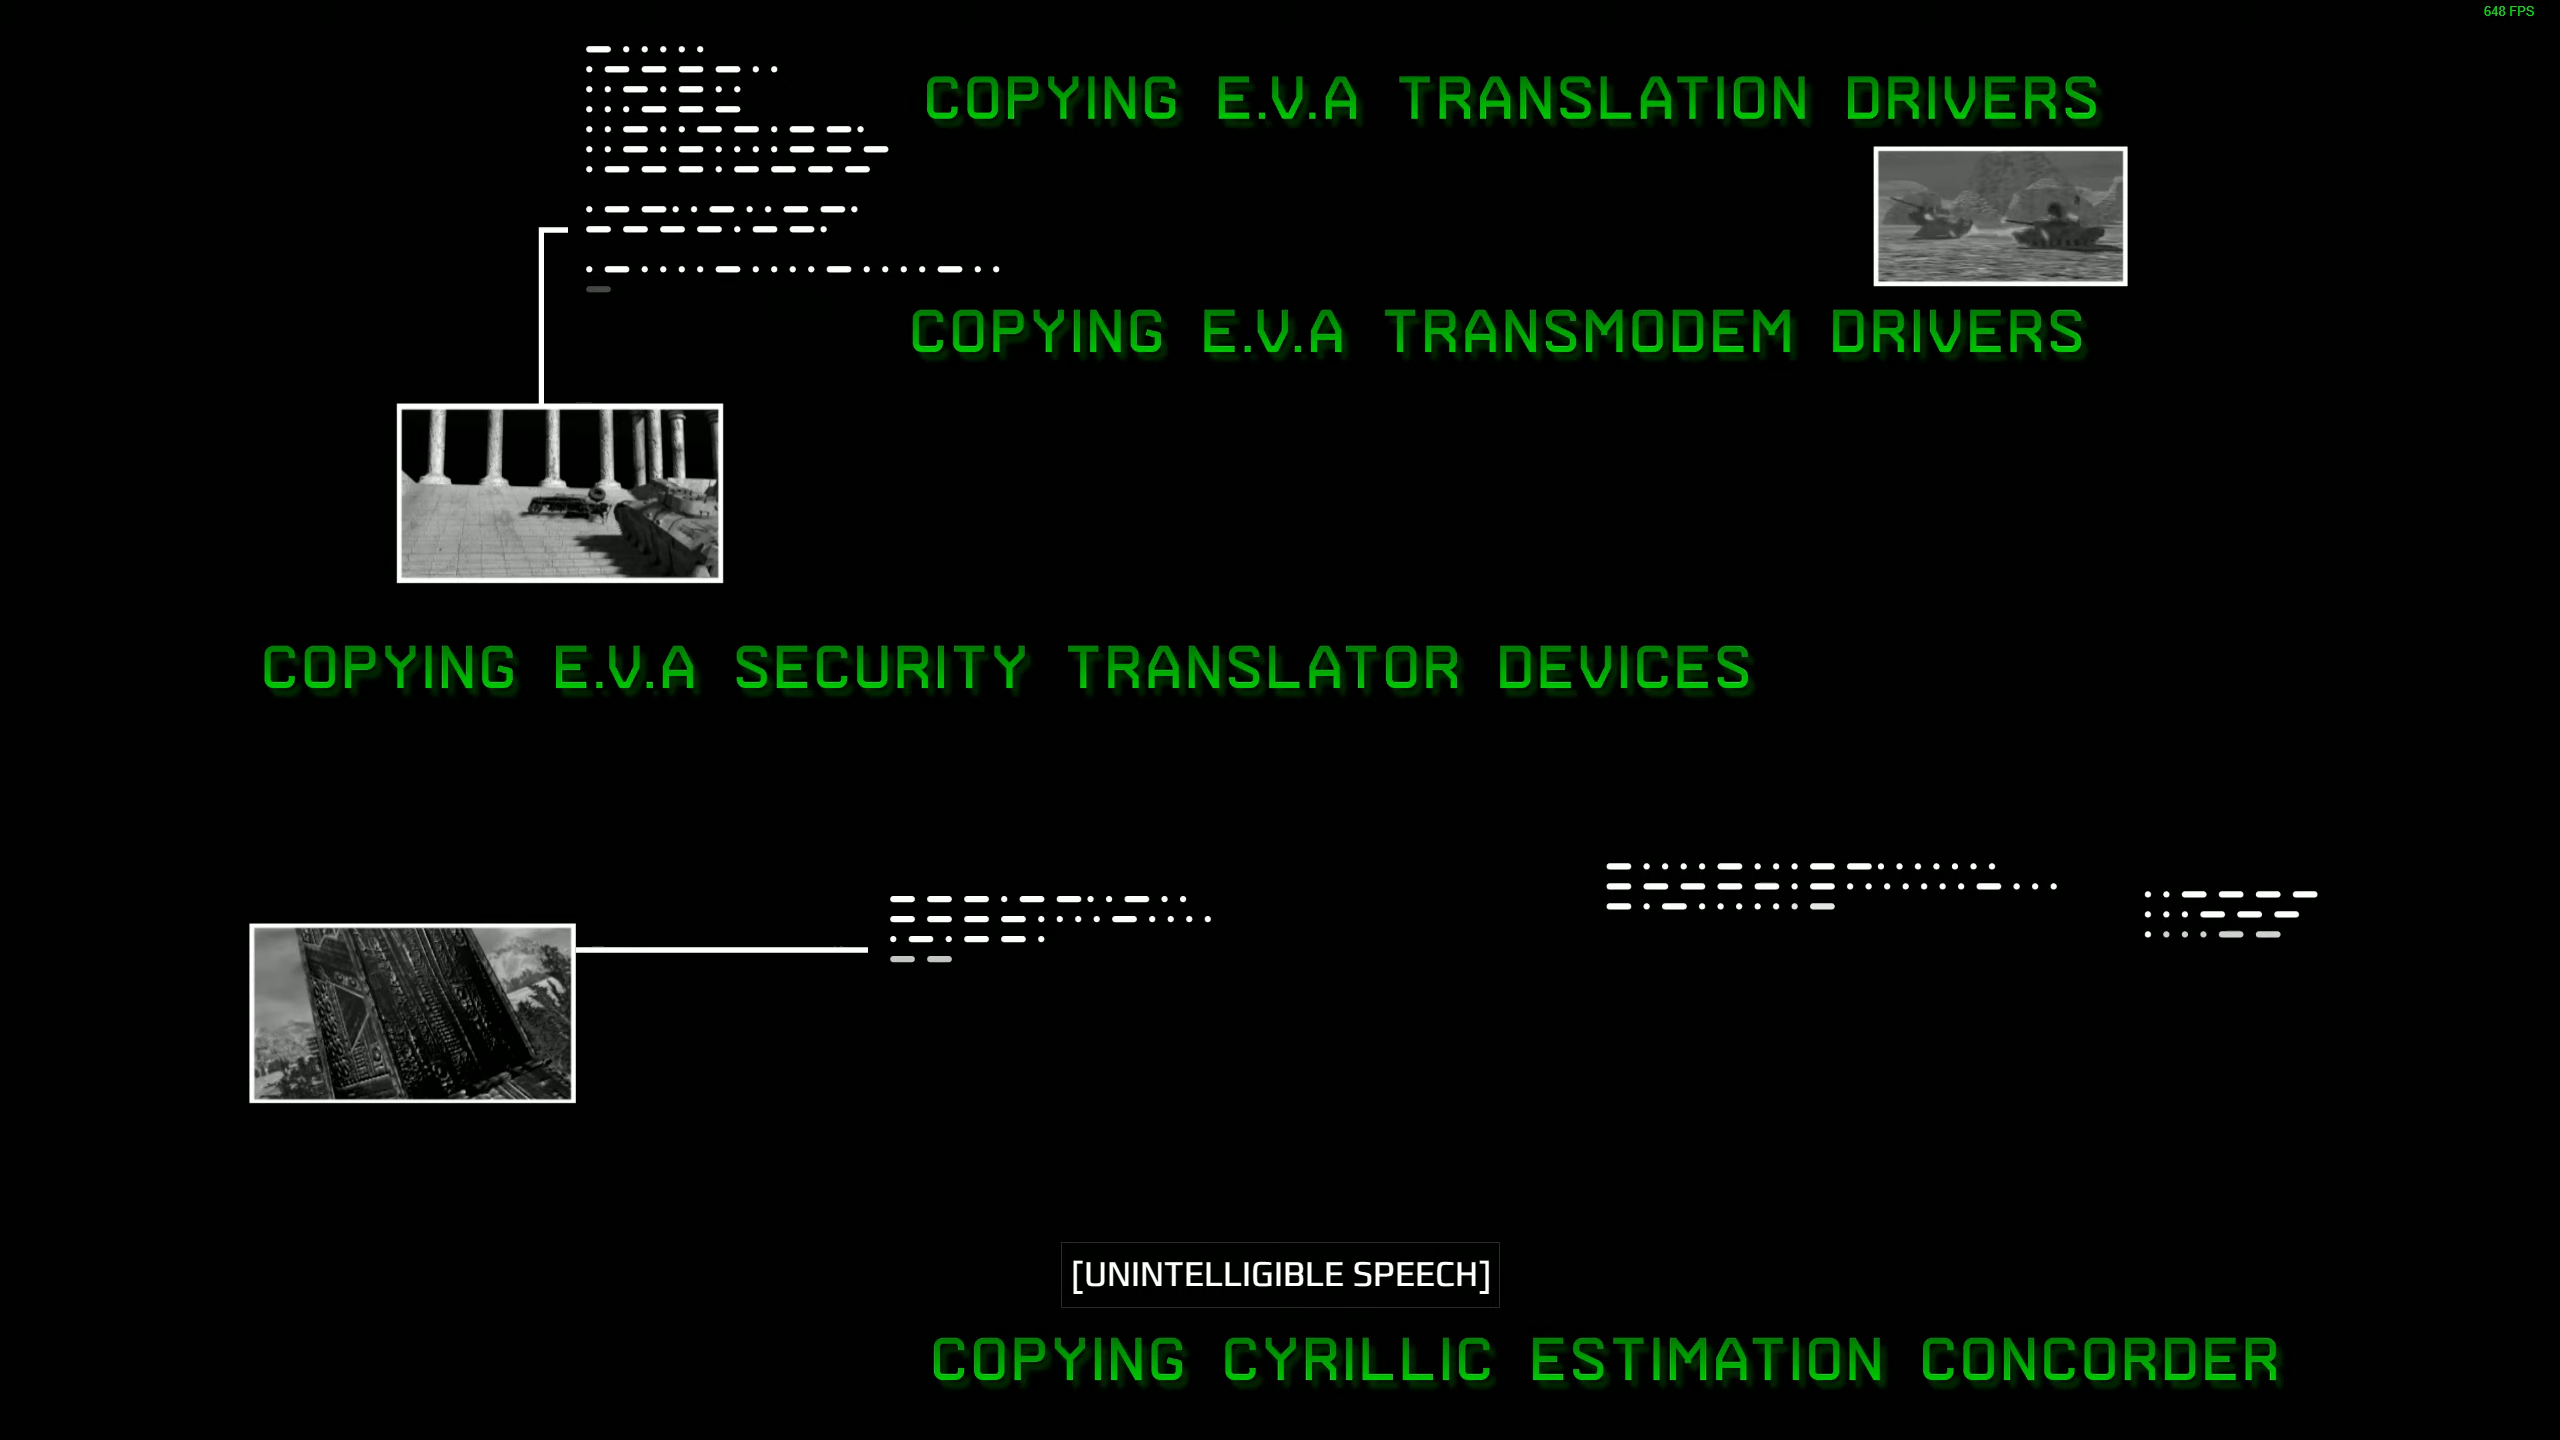 648 FPS
COPYING E.V.A TRANSLATION DRIVERS
COPYING E.V.A TRANSMODEM DRIVERS
COPYING E.V.A SECURITY TRANSLATOR DEVICES
[UNINTELLIGIBLE SPEECH]
COPYING CYRILLIC ESTIMATION CONCORDER